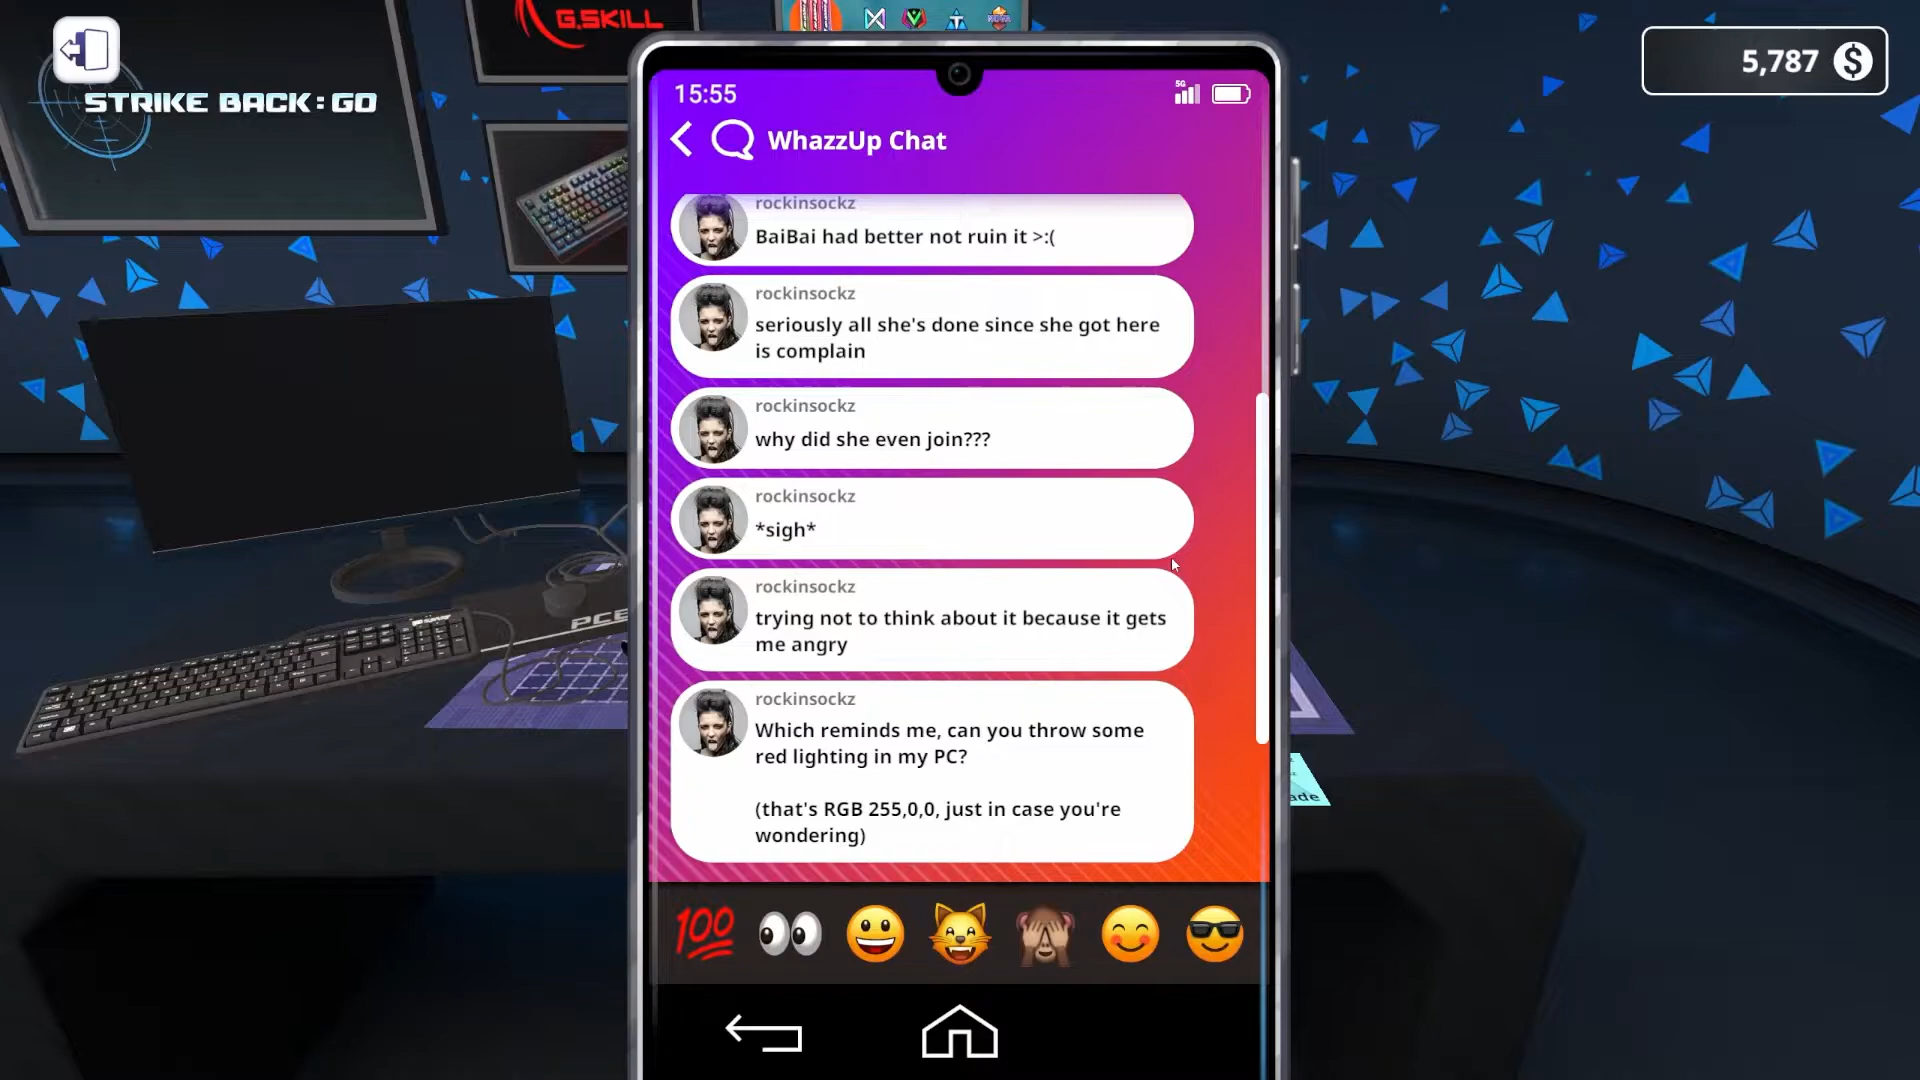 G.SKILL
STRIKE BACK:GO
5,787
15:55
5G
WhazzUp Chat
rockinsockz
BaiBai had better not ruin it >:(
rockinsockz
seriously all she's done since she got here
is complain
rockinsockz
why did she even join???
rockinsockz
*sigh*
rockinsockz
trying not to think about it because it gets
me angry
rockinsockz
Which reminds me, can you throw some
red lighting in my PC?
(that's RGB 255,0,0, just in case you're
wondering)
100